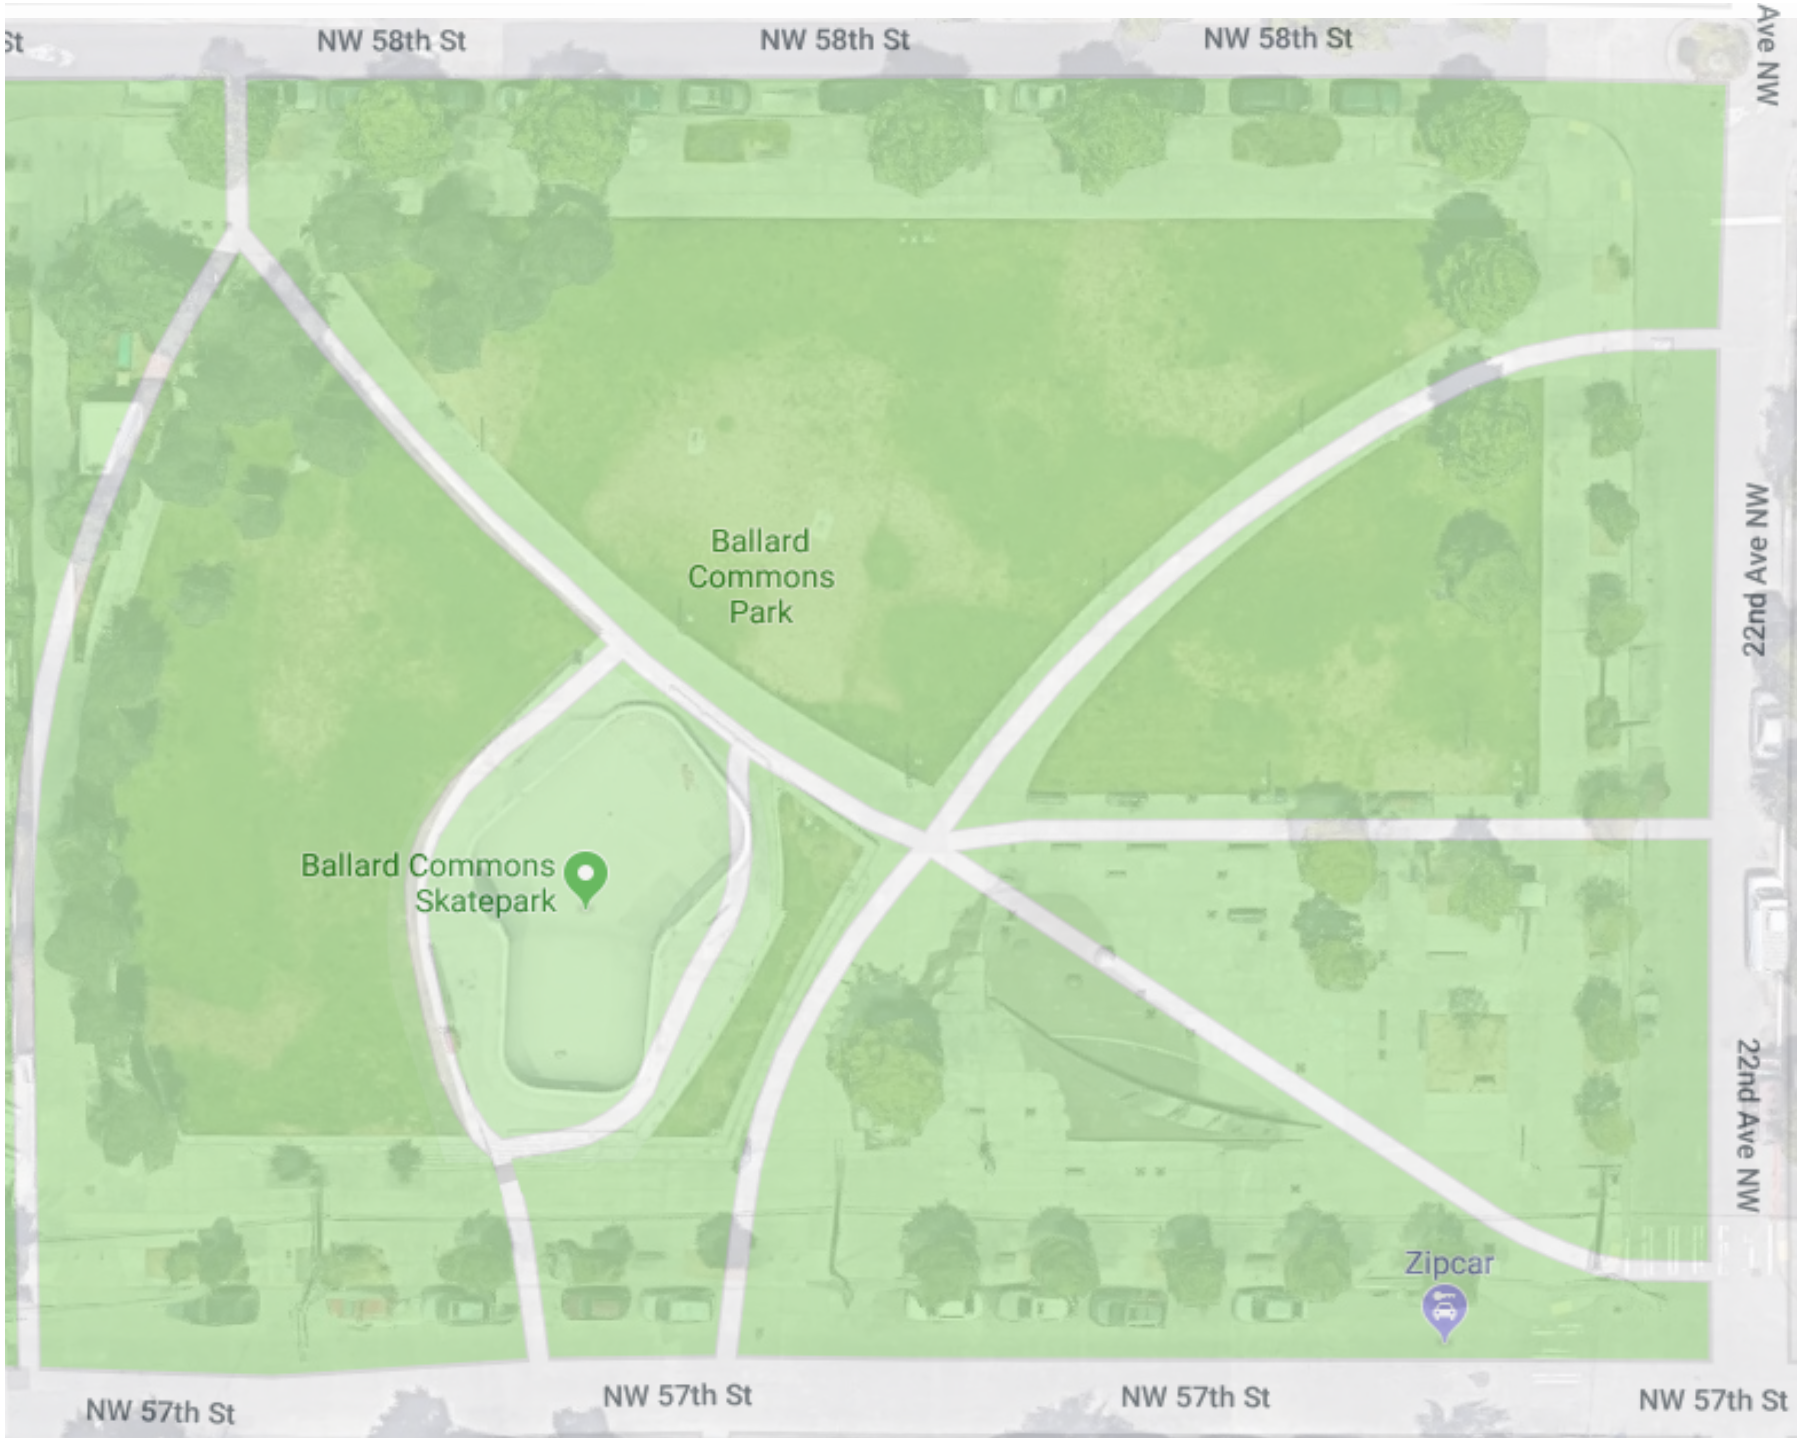 St
NW 58th St
NW 58th St
NW 58th St
Ave NW
Ballard
Commons
Park
22nd Ave NW
Ballard Commons
Skatepark
22nd Ave NW
Zipcar
NW 57th St
NW 57th St
NW 57th St
NW 57th St